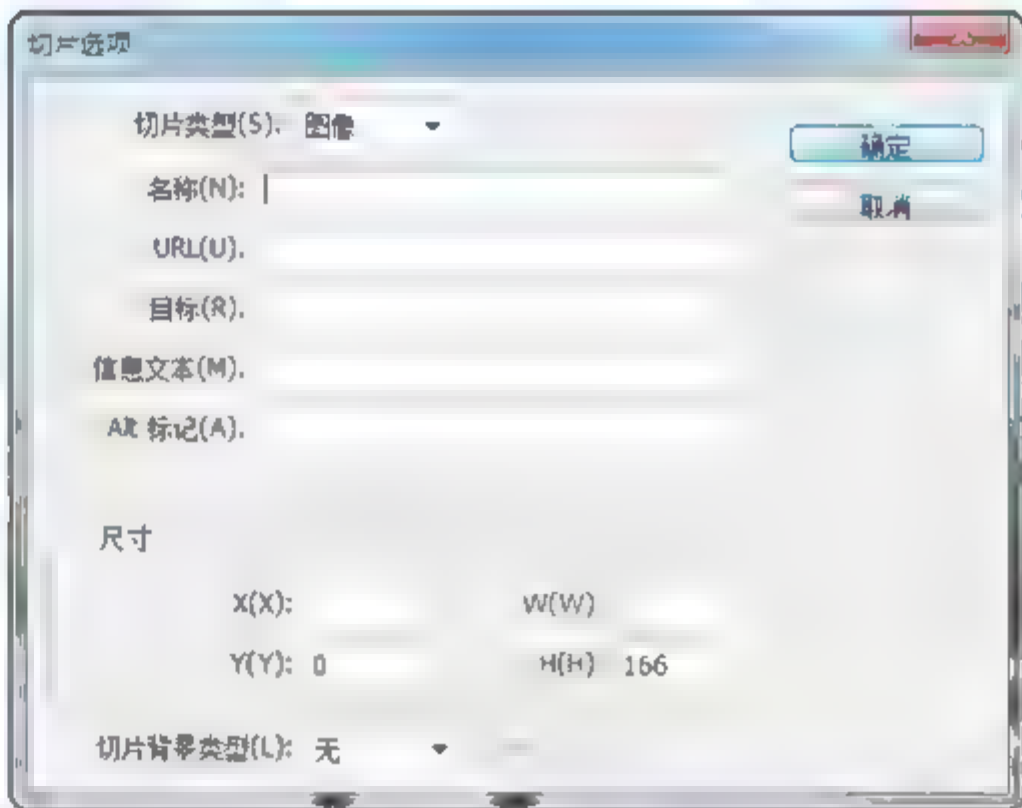 切片选项
切片类型(S): 图像
确定
名称(N):
取消
URL(U):
目标(R):
信息文本(M):
Alt 标记(A):
尺寸
X(X): W(W)
Y(Y): 0 H(H) 166
切片背景类型(L): 无